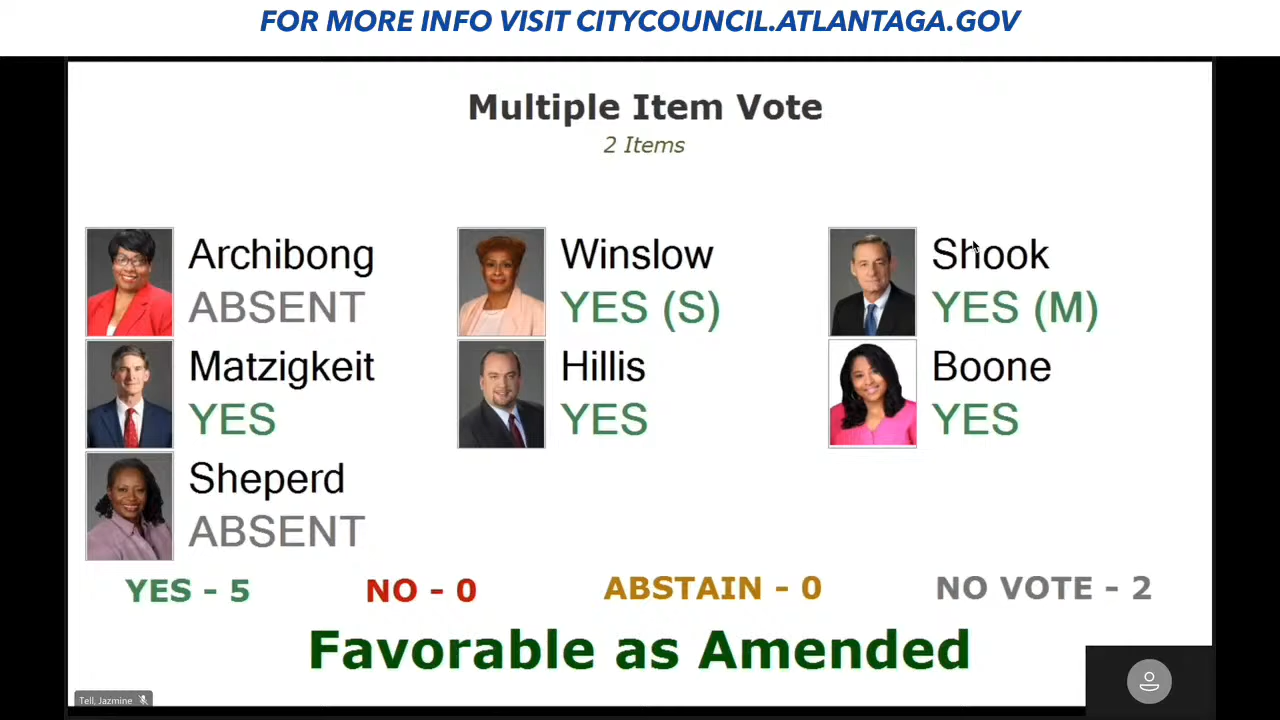 FOR MORE INFO VISIT CITYCOUNCIL.ATLANTAGA.GOV
Multiple Item Vote
2 Items
Archibong
ABSENT
Winslow
YES (S)
Shook
YES (M)
Matzigkeit
YES
Hillis
YES
Boone
YES
Sheperd
ABSENT
YES - 5 NO - 0 ABSTAIN - 0 NO VOTE - 2
Favorable as Amended
Tell, Jazmine